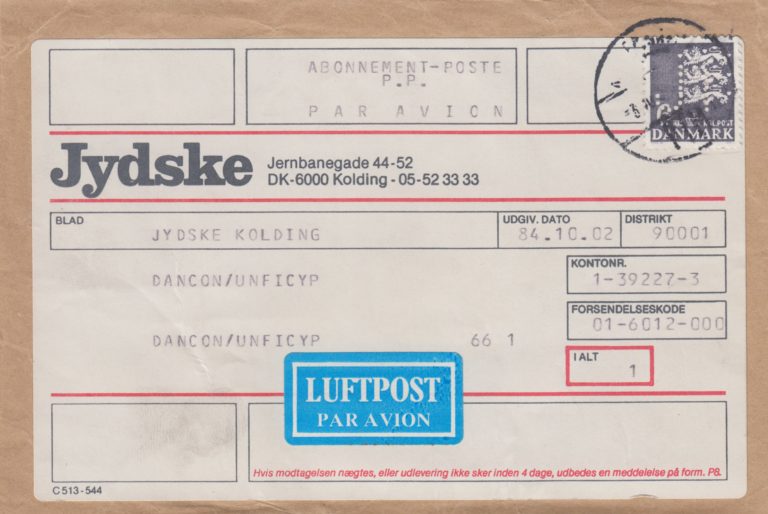 ABONNEMENT-POSTE
P.P.
PAR AVION
DANMARK
Jydske
Jernbanegade 44-52
DK-6000 Kolding - 05-52 33 33
BLAD
JYDSKE KOLDING
UDGIV. DATO
84.10.02
DISTRIKT
90001
DANCON/UNFICYP
KONTONR.
1-39227-3
FORSENDELSESKODE
01-6012-000
DANCON/UNFICYP 66 1
I ALT
1
LUFTPOST
PAR AVION
Hvis modtagelsen nægtes, eller udlevering ikke sker inden 4 dage, udbedes en meddelelse på form. P8.
C 513 - 544